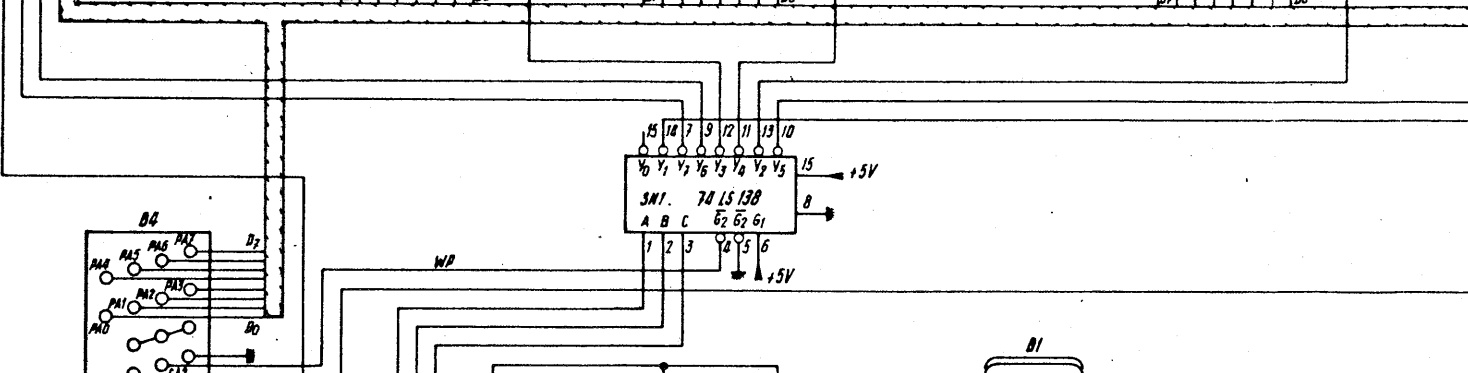 15 14 7 9 12 11 13 10
Y0 Y1 Y7 Y6 Y3 Y4 Y2 Y5
15
+5V
SN7. 74 LS 138
8
A B C G2 G2 G1
1 2 3 4 5 6
+5V
WP
B4
PA7
D7
PA6
PA5
PA4
PA3
PA2
PA1
PA0
D0
B1